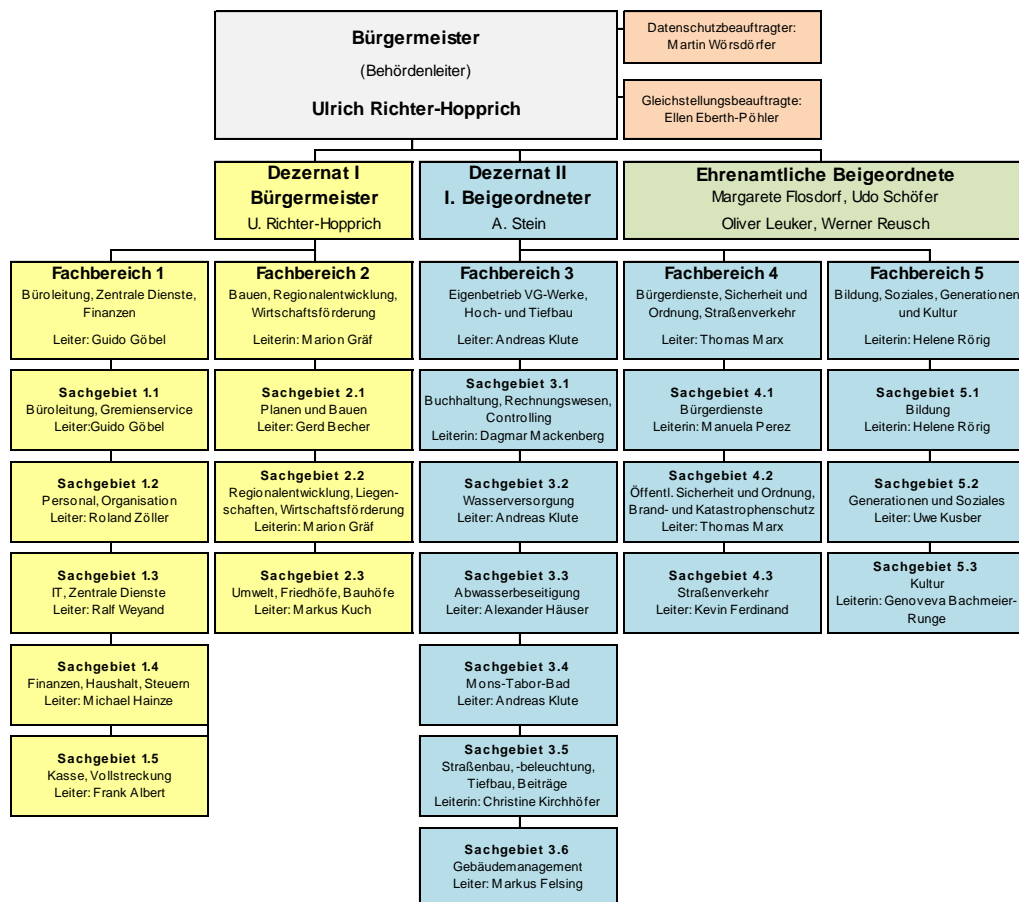 Bürgermeister
(Behördenleiter)
Ulrich Richter-Hopprich
Datenschutzbeauftragter:
Martin Wörsdörfer
Gleichstellungsbeauftragte:
Ellen Eberth-Pöhler
Dezernat I
Bürgermeister
U. Richter-Hopprich
Dezernat II
I. Beigeordneter
A. Stein
Ehrenamtliche Beigeordnete
Margarete Flosdorf, Udo Schöfer
Oliver Leuker, Werner Reusch
Fachbereich 1
Büroleitung, Zentrale Dienste,
Finanzen
Leiter: Guido Göbel
Fachbereich 2
Bauen, Regionalentwicklung,
Wirtschaftsförderung
Leiterin: Marion Gräf
Fachbereich 3
Eigenbetrieb VG-Werke,
Hoch- und Tiefbau
Leiter: Andreas Klute
Fachbereich 4
Bürgerdienste, Sicherheit und
Ordnung, Straßenverkehr
Leiter: Thomas Marx
Fachbereich 5
Bildung, Soziales, Generationen
und Kultur
Leiterin: Helene Rörig
Sachgebiet 1.1
Büroleitung, Gremienservice
Leiter:Guido Göbel
Sachgebiet 2.1
Planen und Bauen
Leiter: Gerd Becher
Sachgebiet 3.1
Buchhaltung, Rechnungswesen,
Controlling
Leiterin: Dagmar Mackenberg
Sachgebiet 4.1
Bürgerdienste
Leiterin: Manuela Perez
Sachgebiet 5.1
Bildung
Leiterin: Helene Rörig
Sachgebiet 1.2
Personal, Organisation
Leiter: Roland Zöller
Sachgebiet 2.2
Regionalentwicklung, Liegen-
schaften, Wirtschaftsförderung
Leiterin: Marion Gräf
Sachgebiet 3.2
Wasserversorgung
Leiter: Andreas Klute
Sachgebiet 4.2
Öffentl. Sicherheit und Ordnung,
Brand- und Katastrophenschutz
Leiter: Thomas Marx
Sachgebiet 5.2
Generationen und Soziales
Leiter: Uwe Kusber
Sachgebiet 1.3
IT, Zentrale Dienste
Leiter: Ralf Weyand
Sachgebiet 2.3
Umwelt, Friedhöfe, Bauhöfe
Leiter: Markus Kuch
Sachgebiet 3.3
Abwasserbeseitigung
Leiter: Alexander Häuser
Sachgebiet 4.3
Straßenverkehr
Leiter: Kevin Ferdinand
Sachgebiet 5.3
Kultur
Leiterin: Genoveva Bachmeier-
Runge
Sachgebiet 1.4
Finanzen, Haushalt, Steuern
Leiter: Michael Hainze
Sachgebiet 3.4
Mons-Tabor-Bad
Leiter: Andreas Klute
Sachgebiet 1.5
Kasse, Vollstreckung
Leiter: Frank Albert
Sachgebiet 3.5
Straßenbau, -beleuchtung,
Tiefbau, Beiträge
Leiterin: Christine Kirchhöfer
Sachgebiet 3.6
Gebäudemanagement
Leiter: Markus Felsing